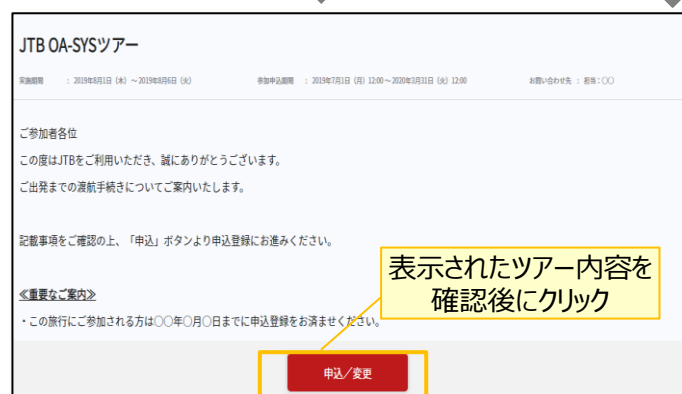 JTB OA-SYSツアー
実施期間 : 2019年8月1日（木）～2019年8月6日（火） 参加申込期間 : 2019年7月1日（月）12:00～2020年3月31日（火）12:00 お問い合わせ先 : 担当：〇〇
ご参加者各位
この度はJTBをご利用いただき、誠にありがとうございます。
ご出発までの渡航手続きについてご案内いたします。
記載事項をご確認の上、「申込」ボタンより申込登録にお進みください。
表示されたツアー内容を
確認後にクリック
≪重要なご案内≫
・この旅行にご参加される方は〇〇年〇月〇日までに申込登録をお済ませください。
申込／変更